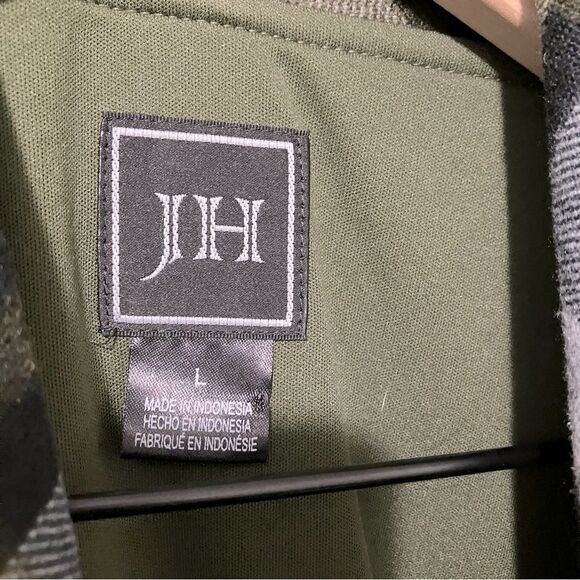 JH
L
MADE IN INDONESIA
HECHO EN INDONESIA
FABRIQUÉ EN INDONÉSIE